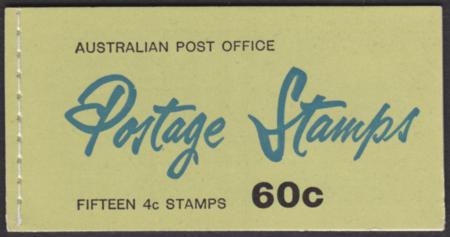 AUSTRALIAN POST OFFICE
Postage Stamps
FIFTEEN 4c STAMPS 60c